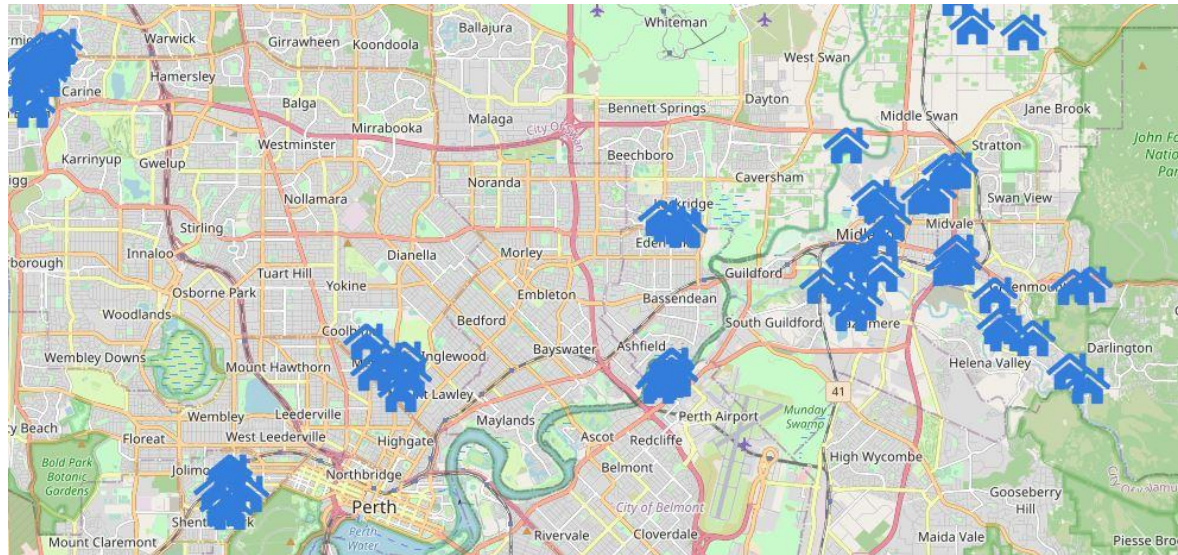 Whiteman
Warwick
Girrawheen
Koondoola
Ballajura
West Swan
Hamersley
Carine
Balga
Malaga
Bennett Springs
Dayton
Jane Brook
Middle Swan
City Of
Mirrabooka
Westminster
Stratton
Karrinyup
Gwelup
Beechboro
Noranda
Caversham
Swan View
Nollamara
Stirling
Midvale
Innaloo
Dianella
Morley
Guildford
Tuart Hill
Yokine
Osborne Park
Embleton
Bassendean
Woodlands
Bedford
South Guildford
Wembley Downs
Inglewood
Bayswater
Ashfield
Darlington
Mount Hawthorn
Helena Valley
41
Wembley
Leederville
Maylands
Perth Airport
Munday
Swamp
Floreat
West Leederville
Highgate
Ascot
Redcliffe
High Wycombe
Bold Park
Botanic
Gardens
Northbridge
Belmont
Gooseberry
Hill
Perth
City of Belmont
Mount Claremont
Perth
Water
Rivervale
Cloverdale
Maida Vale